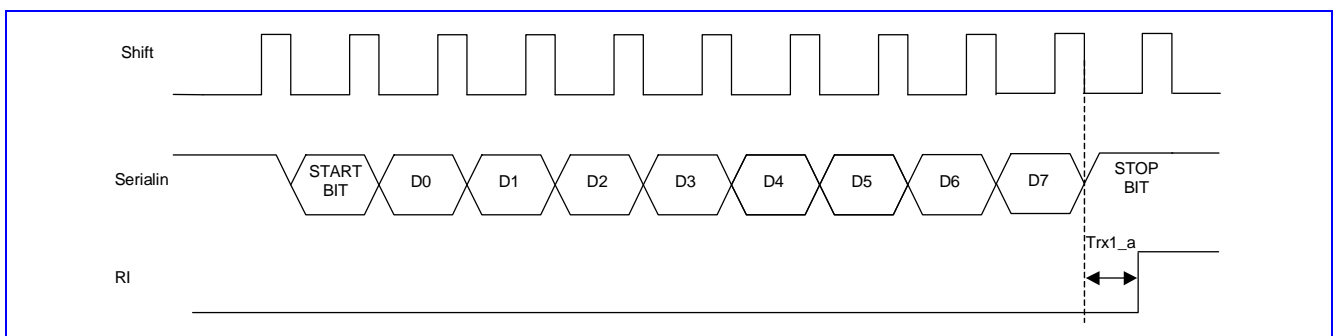 Shift
Serialin
START
BIT
D0
D1
D2
D3
D4
D5
D6
D7
STOP
BIT
Trx1_a
RI